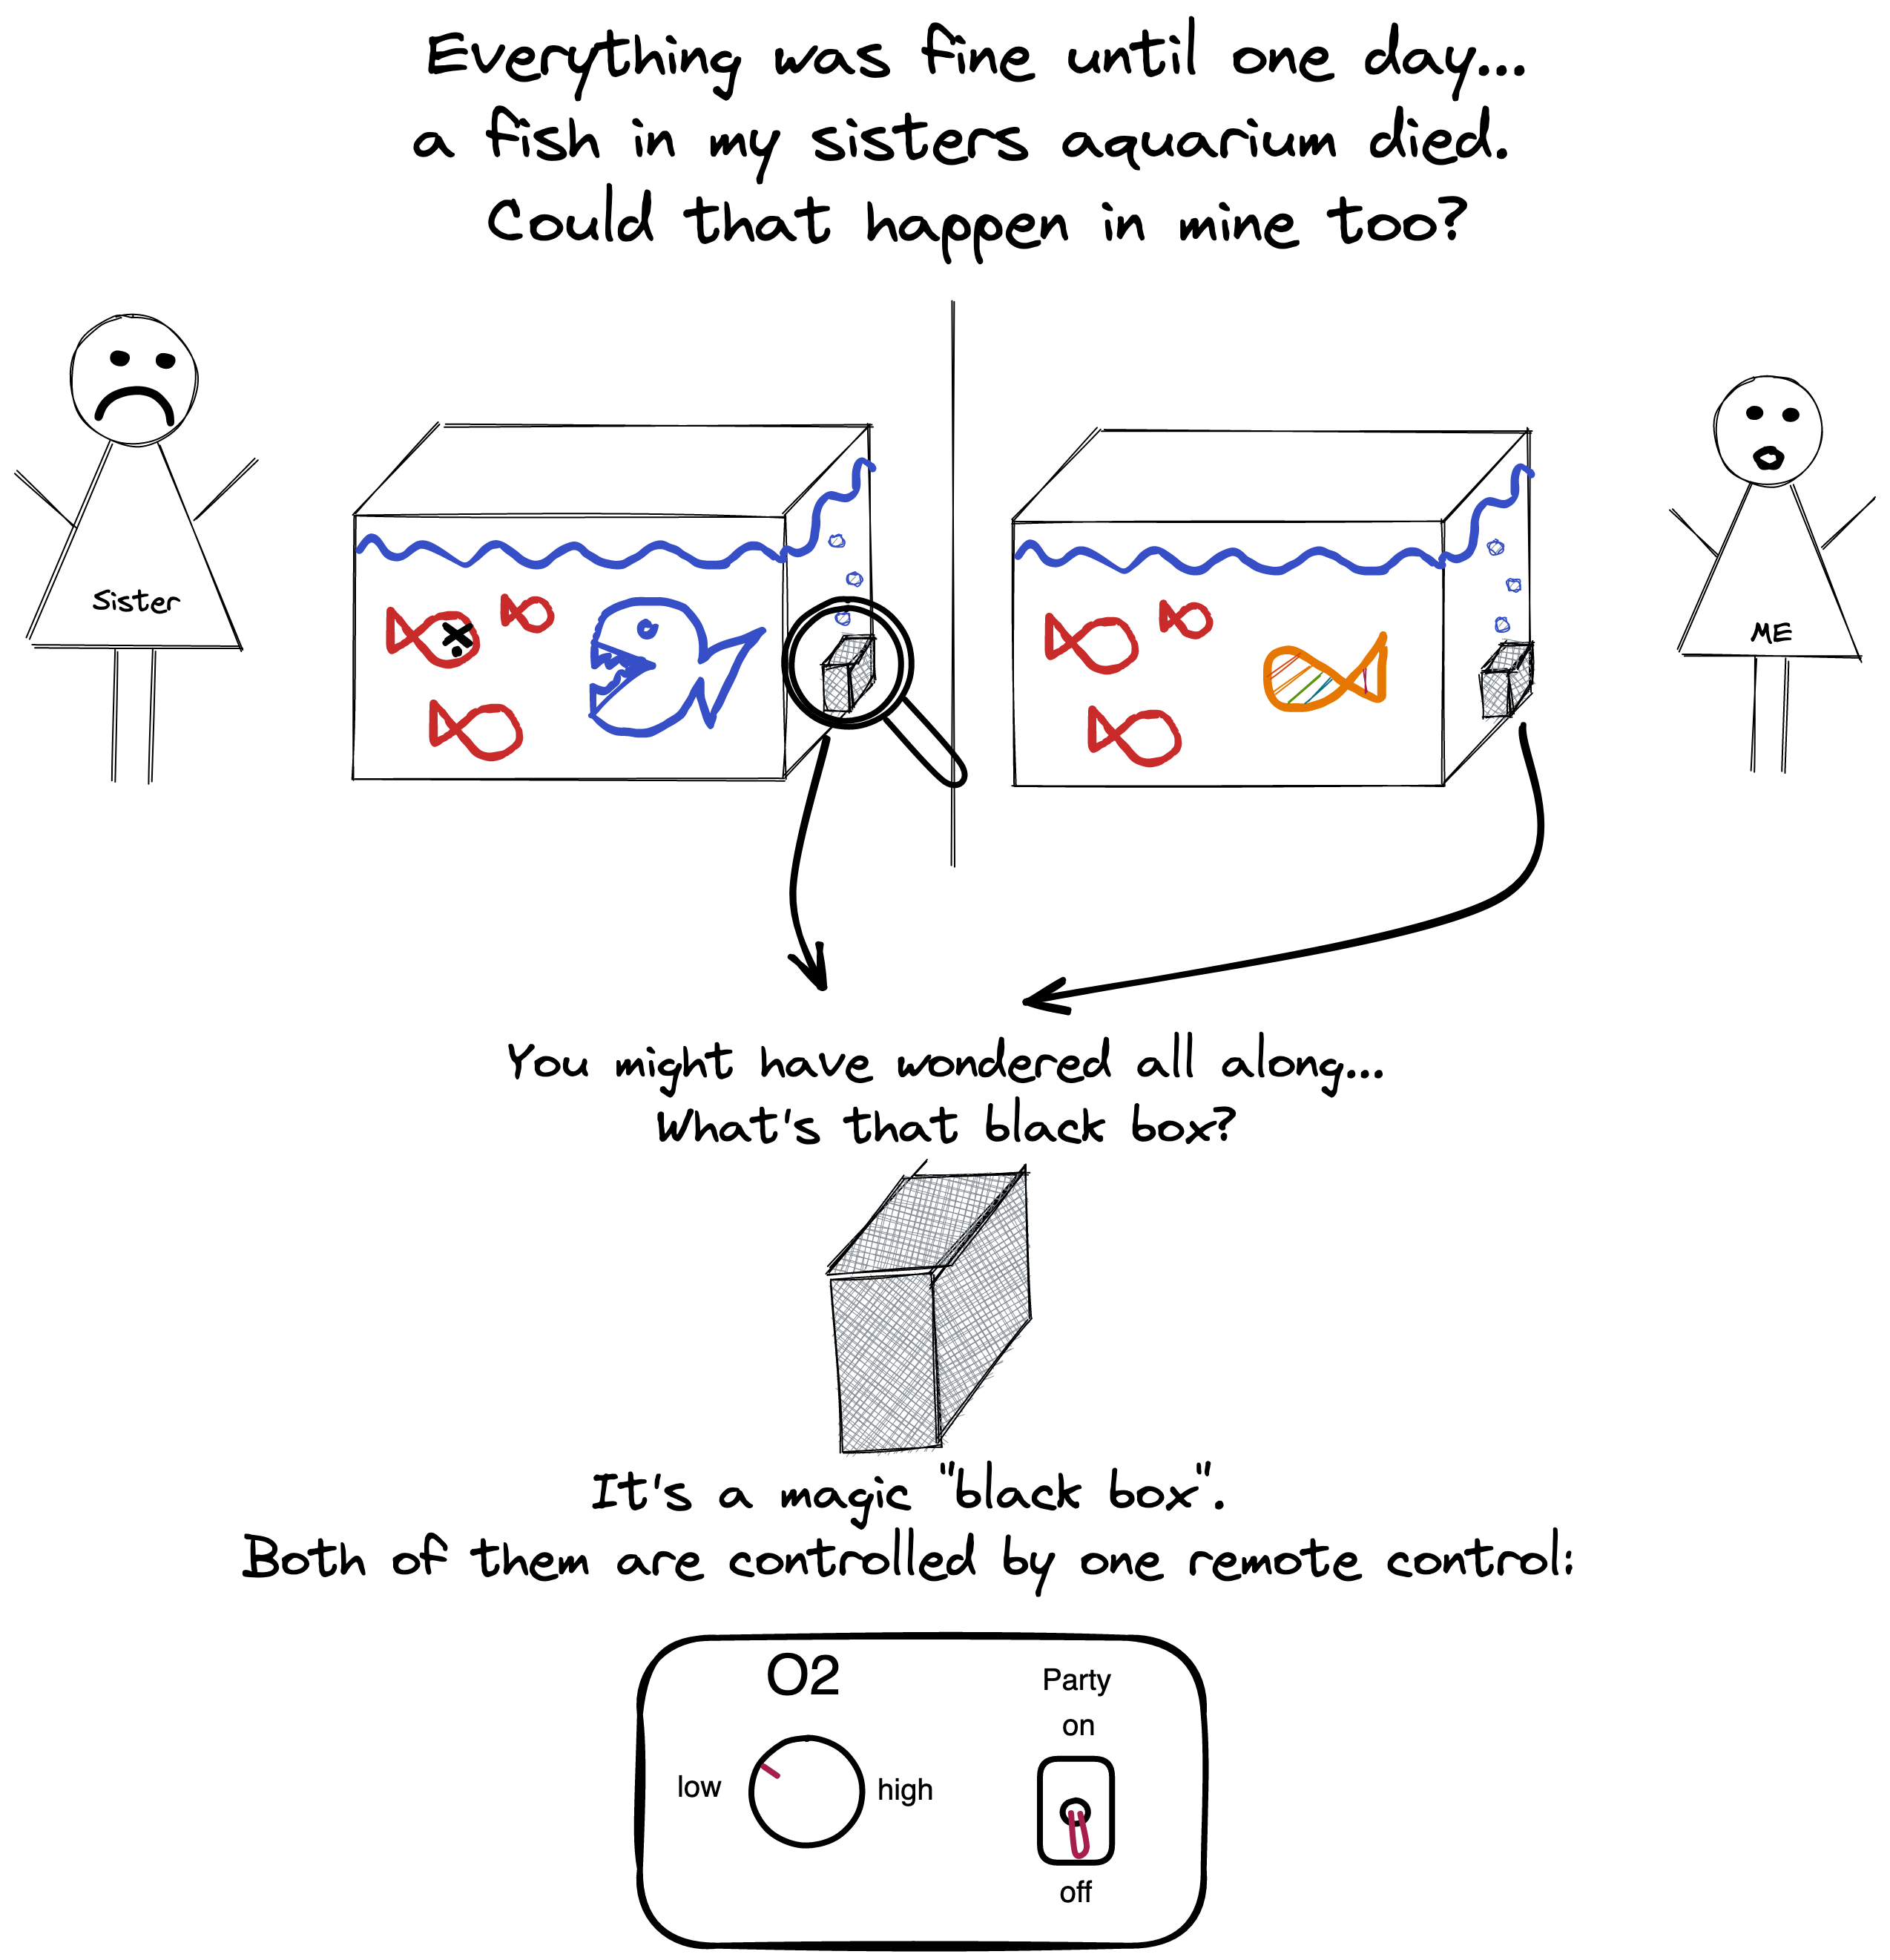 Everything was fine until one day...
a fish in my sisters aquarium died.
Could that happen in mine too?
Sister
ME
You might have wondered all along...
What's that black box?
It's a magic "black box".
Both of them are controlled by one remote control:
O2
Party
on
low
high
off